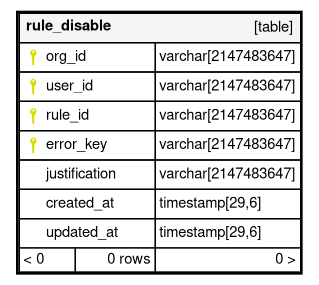 rule_disable [table]
org_id varchar[2147483647]
user_id varchar[2147483647]
rule_id varchar[2147483647]
error_key varchar[2147483647]
justification varchar[2147483647]
created_at timestamp[29,6]
updated_at timestamp[29,6]
< 0 0 rows 0 >